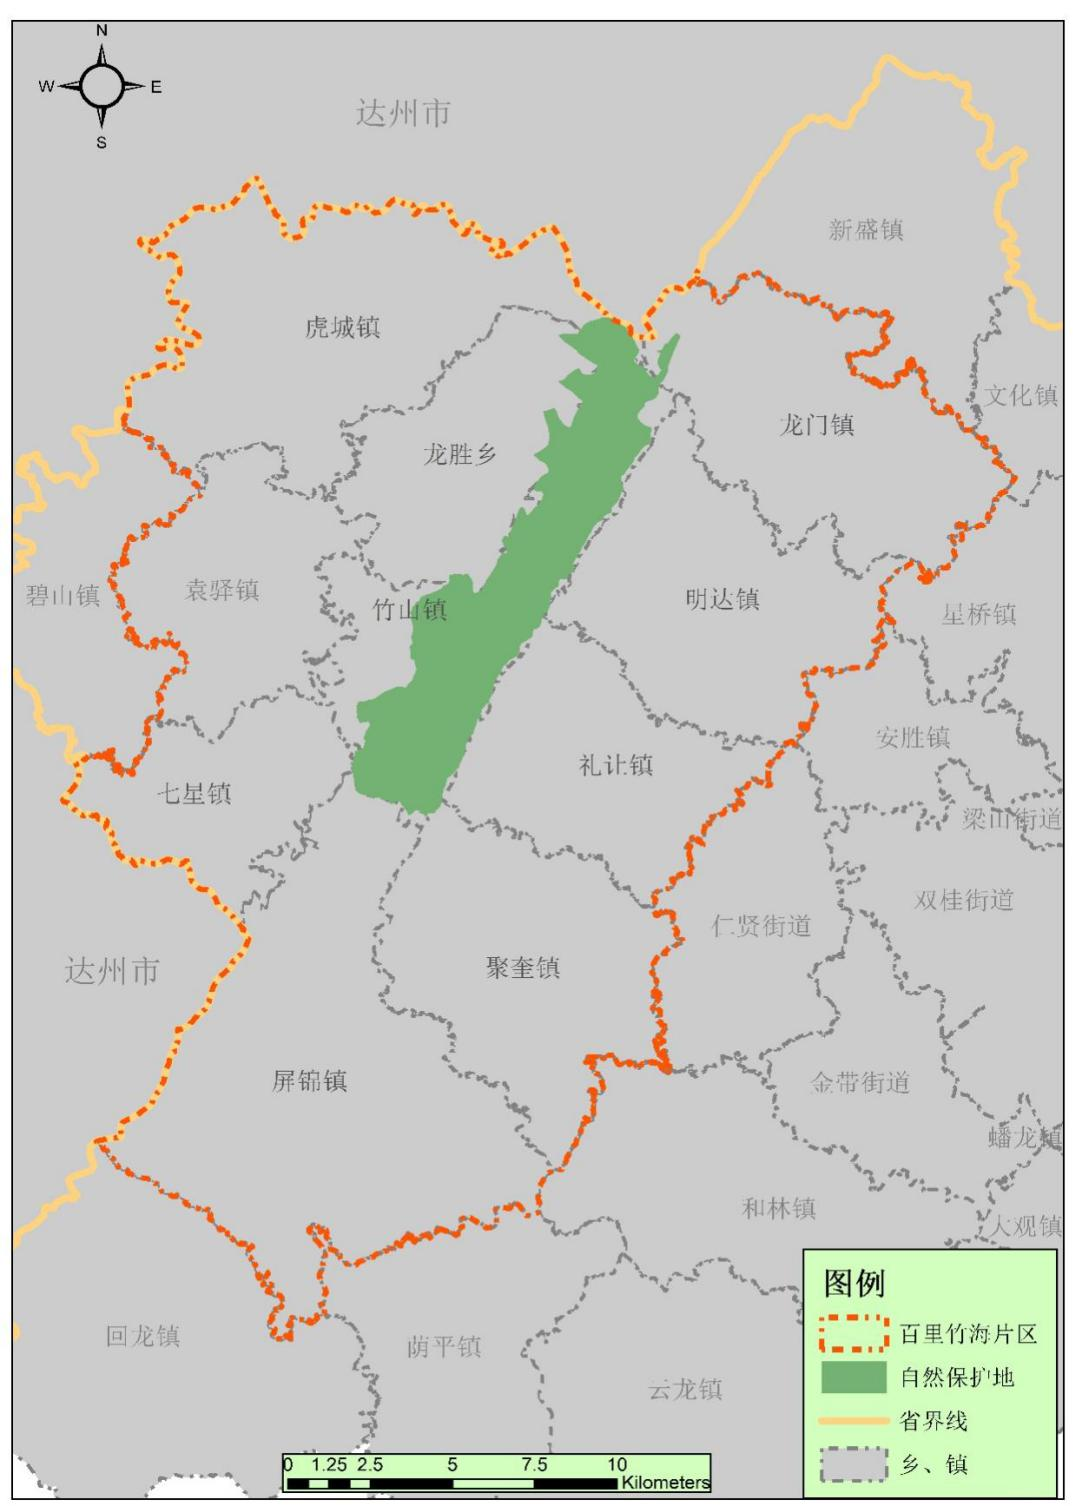 N
W E
S
达州市
新盛镇
虎城镇
文化镇
龙门镇
龙胜乡
碧山镇
袁驿镇
竹山镇
明达镇
星桥镇
安胜镇
礼让镇
七星镇
梁山街道
双桂街道
仁贤街道
达州市
聚奎镇
屏锦镇
金带街道
蟠龙镇
和林镇
大观镇
回龙镇
荫平镇
云龙镇
图例
百里竹海片区
自然保护地
省界线
乡、镇
0 1.25 2.5 5 7.5 10
Kilometers